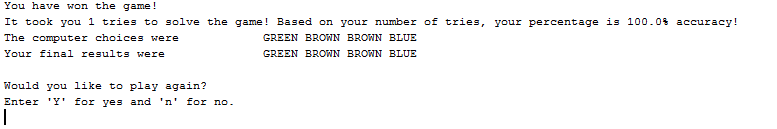 You have won the game!
It took you 1 tries to solve the game! Based on your number of tries, your percentage is 100.0% accuracy!
The computer choices were GREEN BROWN BROWN BLUE
Your final results were GREEN BROWN BROWN BLUE
Would you like to play again?
Enter 'Y' for yes and 'n' for no.